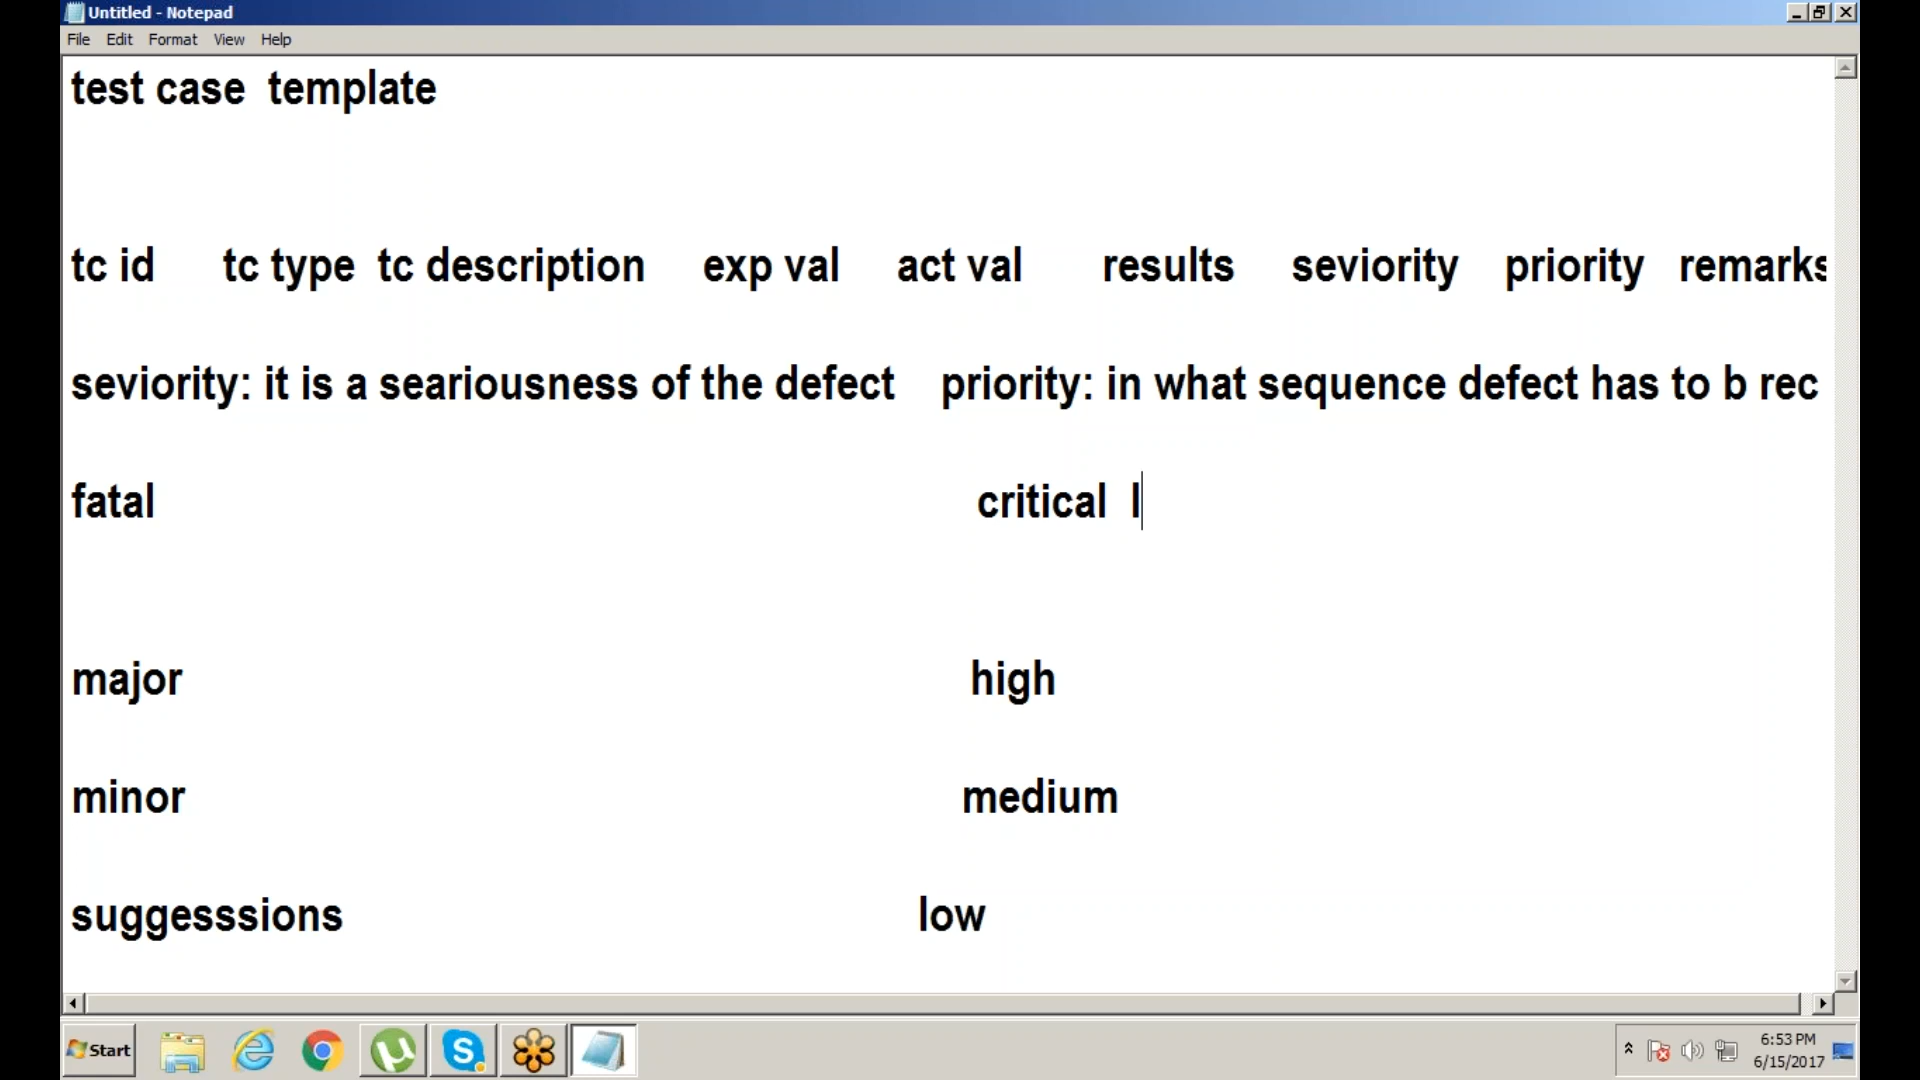 Untitled - Notepad
File Edit Format View Help
test case template
tc id tc type tc description exp val act val results seviority priority remarks
seviority: it is a seariousness of the defect priority: in what sequence defect has to b rec
fatal critical l
major high
minor medium
suggesssions low
Start
6:53 PM
6/15/2017